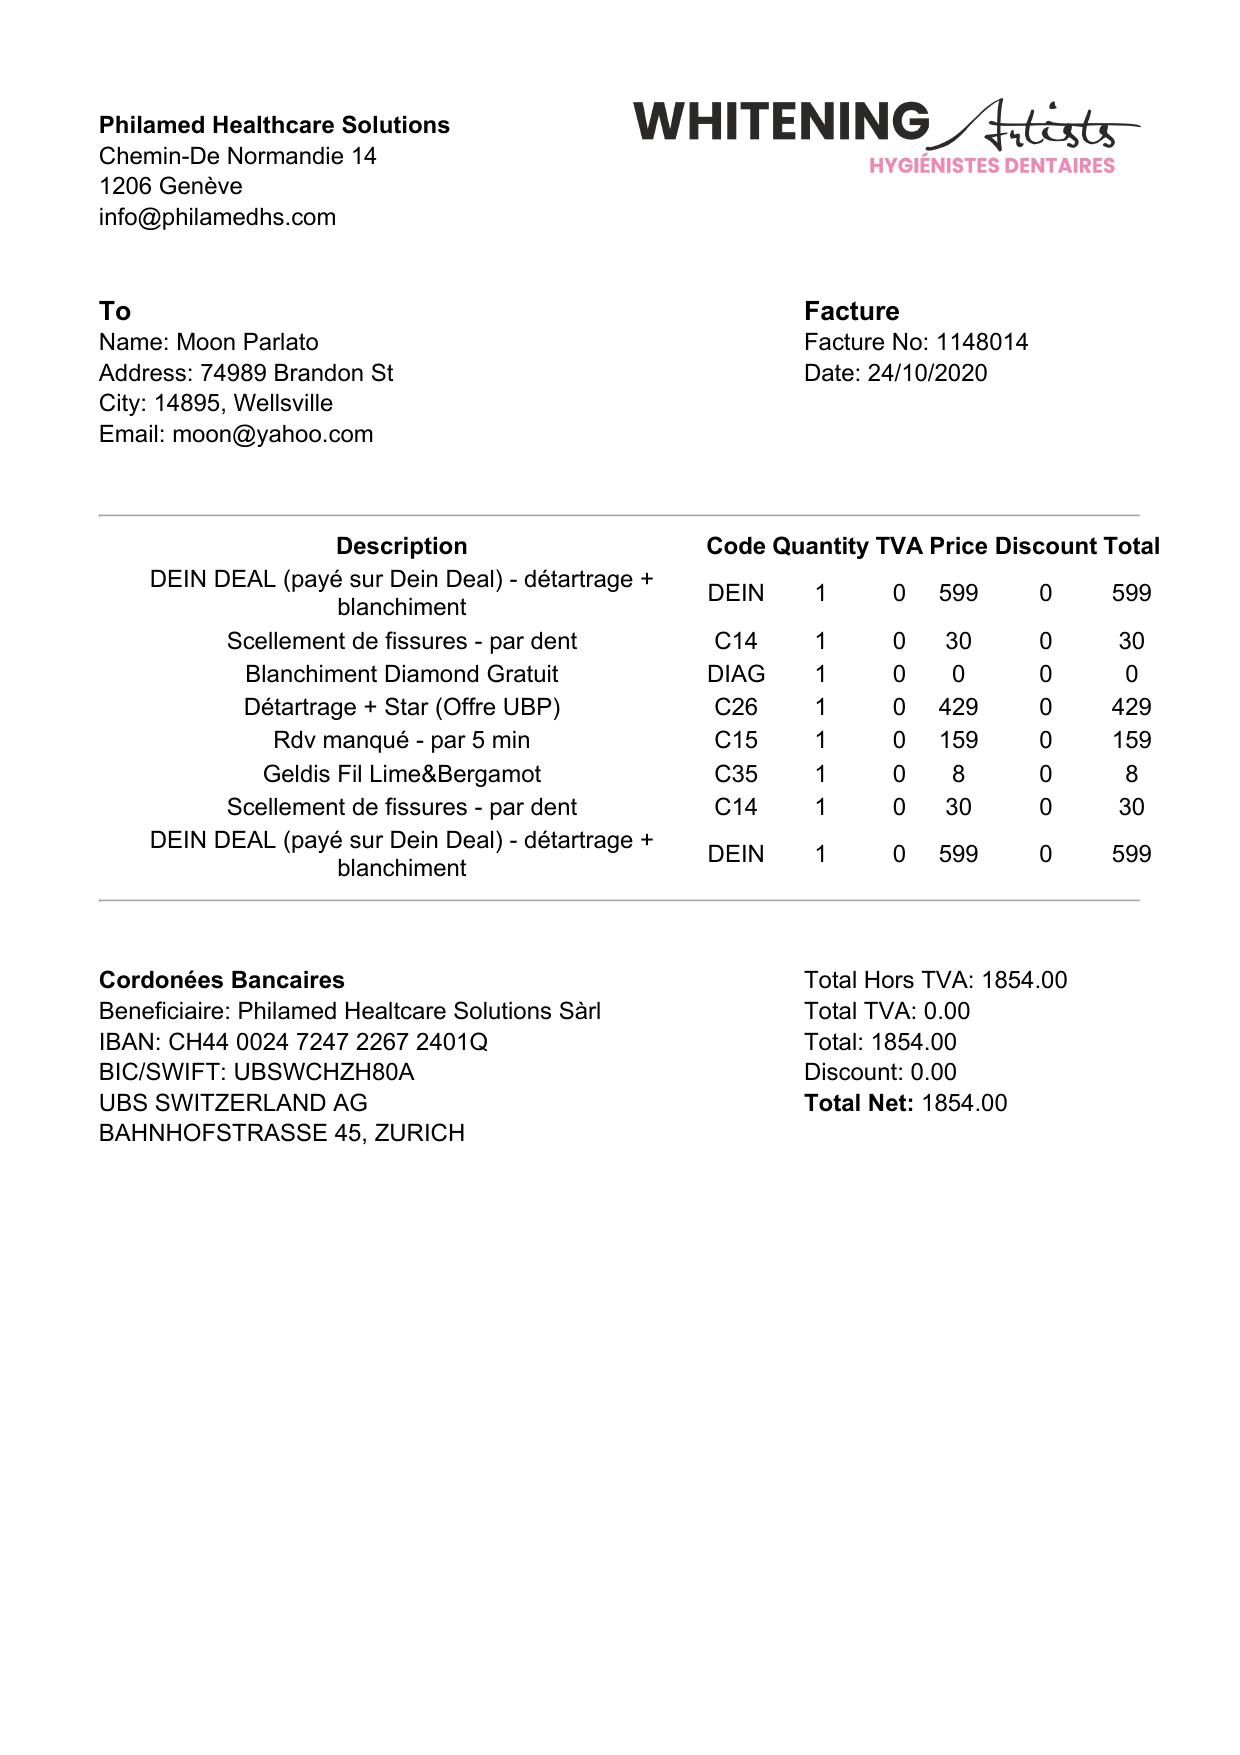 Philamed Healthcare Solutions
Chemin-De Normandie 14
1206 Genève
info@philamedhs.com
WHITENING Artists
HYGIÉNISTES DENTAIRES
To
Name: Moon Parlato
Address: 74989 Brandon St
City: 14895, Wellsville
Email: moon@yahoo.com
Facture
Facture No: 1148014
Date: 24/10/2020
Description Code Quantity TVA Price Discount Total
DEIN DEAL (payé sur Dein Deal) - détartrage +
blanchiment DEIN 1 0 599 0 599
Scellement de fissures - par dent C14 1 0 30 0 30
Blanchiment Diamond Gratuit DIAG 1 0 0 0 0
Détartrage + Star (Offre UBP) C26 1 0 429 0 429
Rdv manqué - par 5 min C15 1 0 159 0 159
Geldis Fil Lime&Bergamot C35 1 0 8 0 8
Scellement de fissures - par dent C14 1 0 30 0 30
DEIN DEAL (payé sur Dein Deal) - détartrage +
blanchiment DEIN 1 0 599 0 599
Cordonées Bancaires
Beneficiaire: Philamed Healtcare Solutions Sàrl
IBAN: CH44 0024 7247 2267 2401Q
BIC/SWIFT: UBSWCHZH80A
UBS SWITZERLAND AG
BAHNHOFSTRASSE 45, ZURICH
Total Hors TVA: 1854.00
Total TVA: 0.00
Total: 1854.00
Discount: 0.00
Total Net: 1854.00